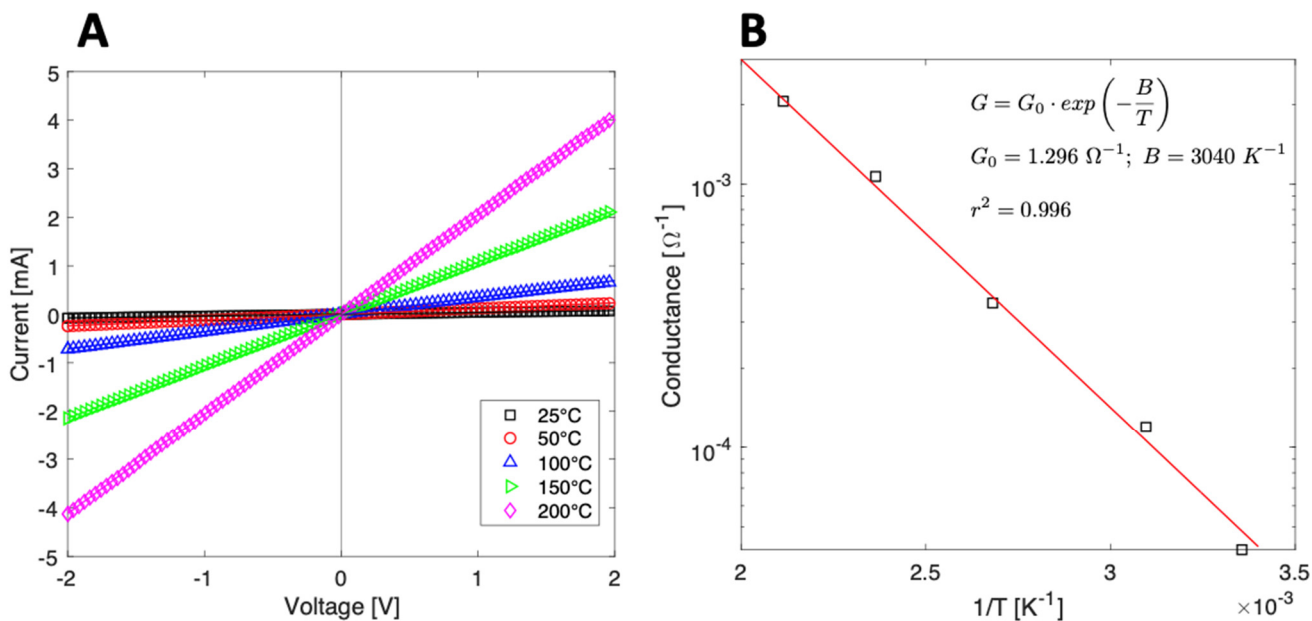 A
5
4
3
2
1
0
-1
-2
-3
-4
-5
Current [mA]
-2 -1 0 1 2
Voltage [V]
25°C
50°C
100°C
150°C
200°C
B
G = G₀ · exp(−B/T)
G₀ = 1.296 Ω⁻¹; B = 3040 K⁻¹
r² = 0.996
10⁻³
10⁻⁴
Conductance [Ω⁻¹]
2 2.5 3 3.5
1/T [K⁻¹]
×10⁻³